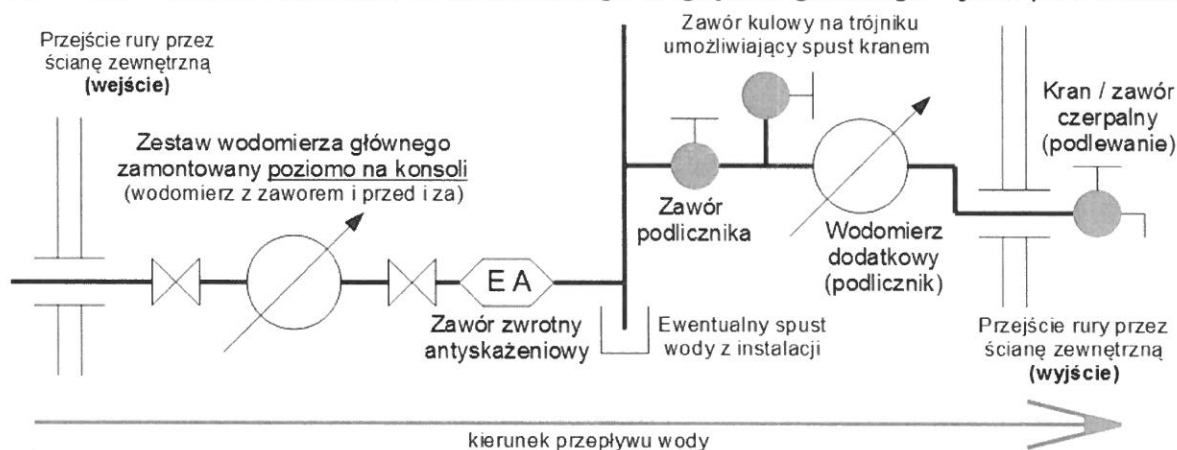 Przejście rury przez
ścianę zewnętrzną
(wejście)
Zestaw wodomierza głównego
zamontowany poziomo na konsoli
(wodomierz z zaworem i przed i za)
Zawór kulowy na trójniku
umożliwiający spust kranem
Kran / zawór
czerpalny
(podlewanie)
Zawór
podlicznika
Wodomierz
dodatkowy
(podlicznik)
E A
Zawór zwrotny
antyskażeniowy
Ewentualny spust
wody z instalacji
Przejście rury przez
ścianę zewnętrzną
(wyjście)
kierunek przepływu wody